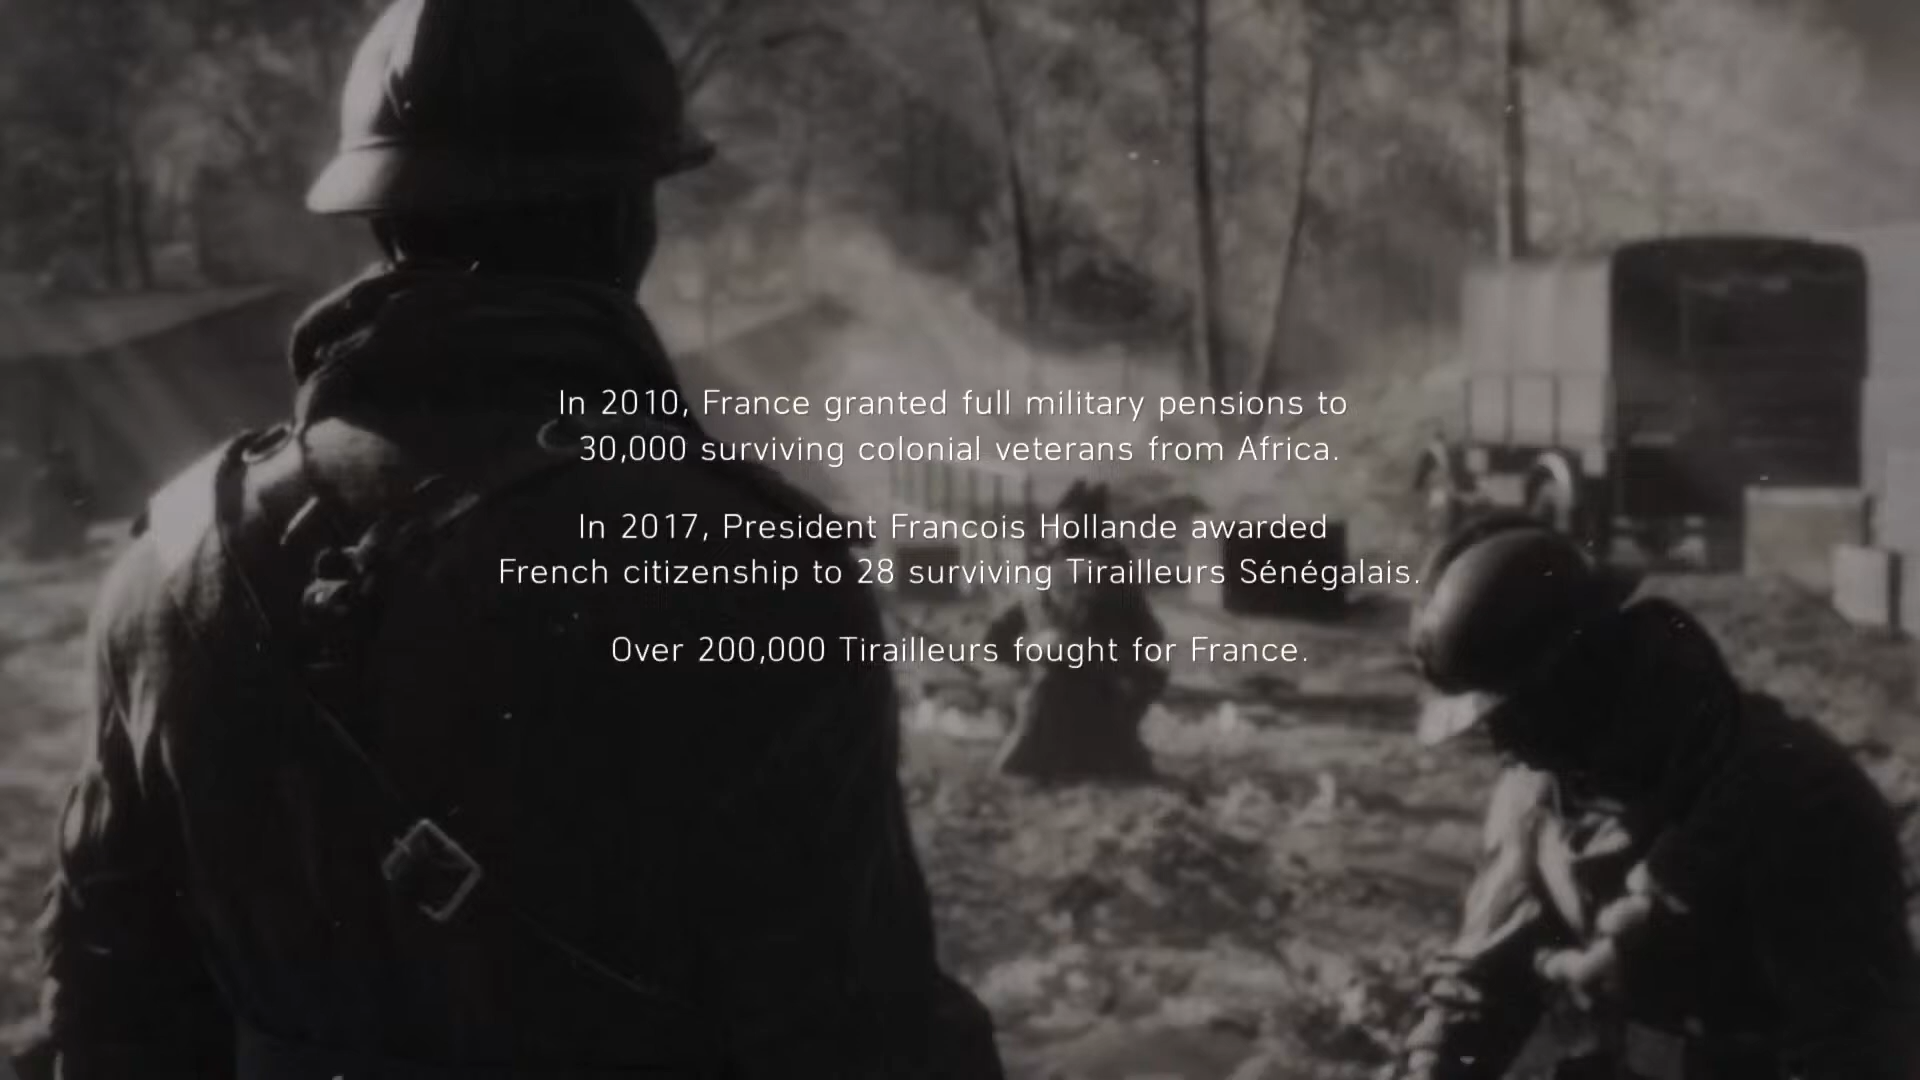 In 2010, France granted full military pensions to
30,000 surviving colonial veterans from Africa.
In 2017, President Francois Hollande awarded
French citizenship to 28 surviving Tirailleurs Sénégalais.
Over 200,000 Tirailleurs fought for France.